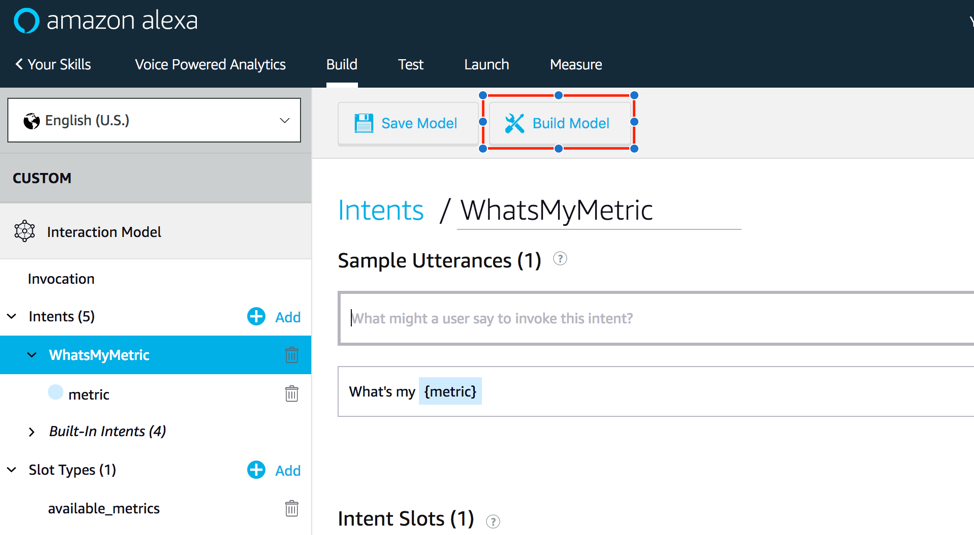 amazon alexa
Your Skills Voice Powered Analytics Build Test Launch Measure
English (U.S.)
Save Model Build Model
CUSTOM
Interaction Model
Intents / WhatsMyMetric
Sample Utterances (1) ?
Invocation
Intents (5) Add
What might a user say to invoke this intent?
WhatsMyMetric
metric
What's my {metric}
Built-In Intents (4)
Slot Types (1) Add
available_metrics
Intent Slots (1) ?